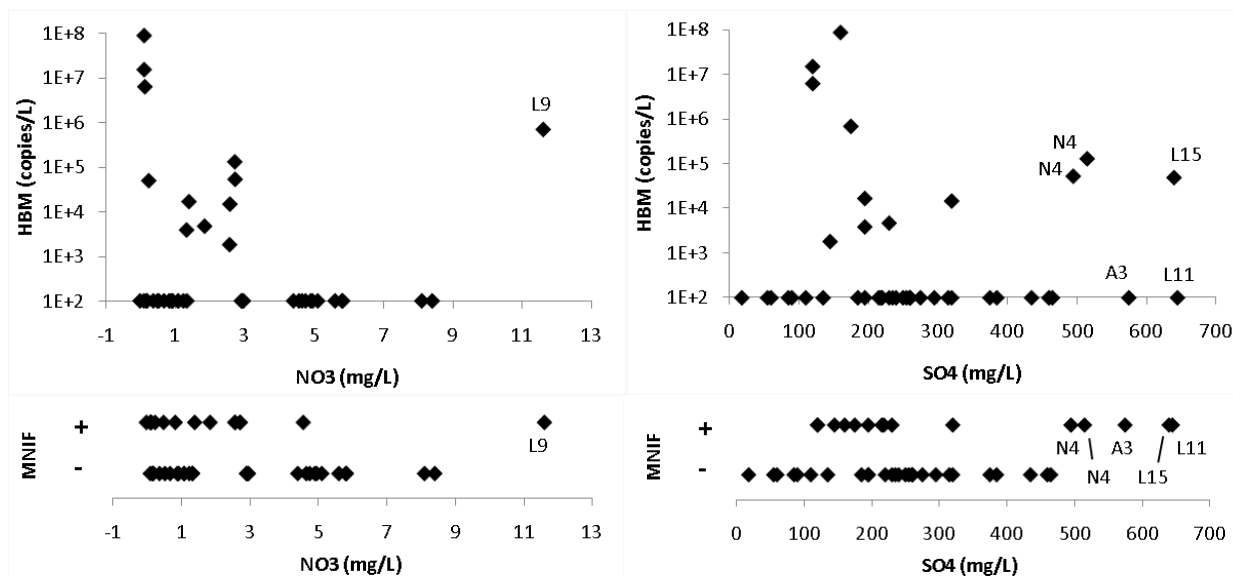 1E+8
1E+7
1E+6
1E+5
1E+4
1E+3
1E+2
HBM (copies/L)
L9
-1 1 3 5 7 9 11 13
NO3 (mg/L)
1E+8
1E+7
1E+6
1E+5
1E+4
1E+3
1E+2
HBM (copies/L)
N4
N4
L15
A3
L11
0 100 200 300 400 500 600 700
SO4 (mg/L)
MNIF
+
-
L9
-1 1 3 5 7 9 11 13
NO3 (mg/L)
MNIF
+
-
N4 A3 L11
N4 L15
0 100 200 300 400 500 600 700
SO4 (mg/L)